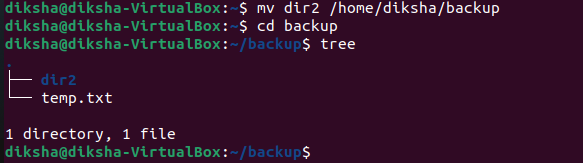 diksha@diksha-VirtualBox:~$ mv dir2 /home/diksha/backup
diksha@diksha-VirtualBox:~$ cd backup
diksha@diksha-VirtualBox:~/backup$ tree
.
├── dir2
└── temp.txt

1 directory, 1 file
diksha@diksha-VirtualBox:~/backup$